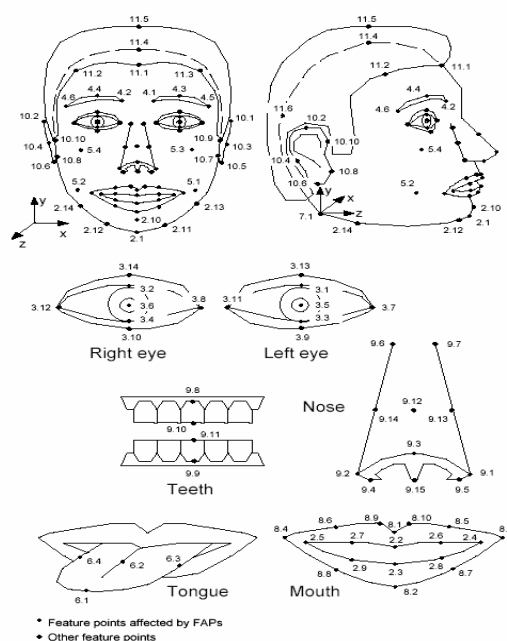 11.5
11.5
11.4
11.4
11.2 11.1 11.3
11.2 11.1
4.4 4.3
4.4
4.6 4.2 4.1 4.5
4.6 4.2
11.6
10.2 10.1
10.2
10.10 10.9
10.10
10.4 5.4 5.3 10.3
5.4
10.6 10.8 10.7 10.5
10.4 10.8
5.2 5.1
10.6 5.2
y
y
x
z
2.14 2.13
7.1
z
x
2.10
2.10
2.12 2.11
2.14 2.12
2.1
2.1
3.14 3.13
3.2 3.1
3.12 3.6 3.8 3.11 3.5 3.7
3.4 3.3
3.10 3.9
Right eye Left eye
9.6 9.7
9.8
Nose
9.12
9.14 9.13
9.10 9.11
9.3
9.9
9.2 9.1
Teeth
9.4 9.15 9.5
8.6 8.9 8.1 8.10 8.5
8.4
2.5 2.7 2.2 2.6 2.4
6.4 6.2 6.3
2.9 2.3 2.8
8.8 8.7
6.1
8.2
Tongue Mouth
Feature points affected by FAPs
Other feature points